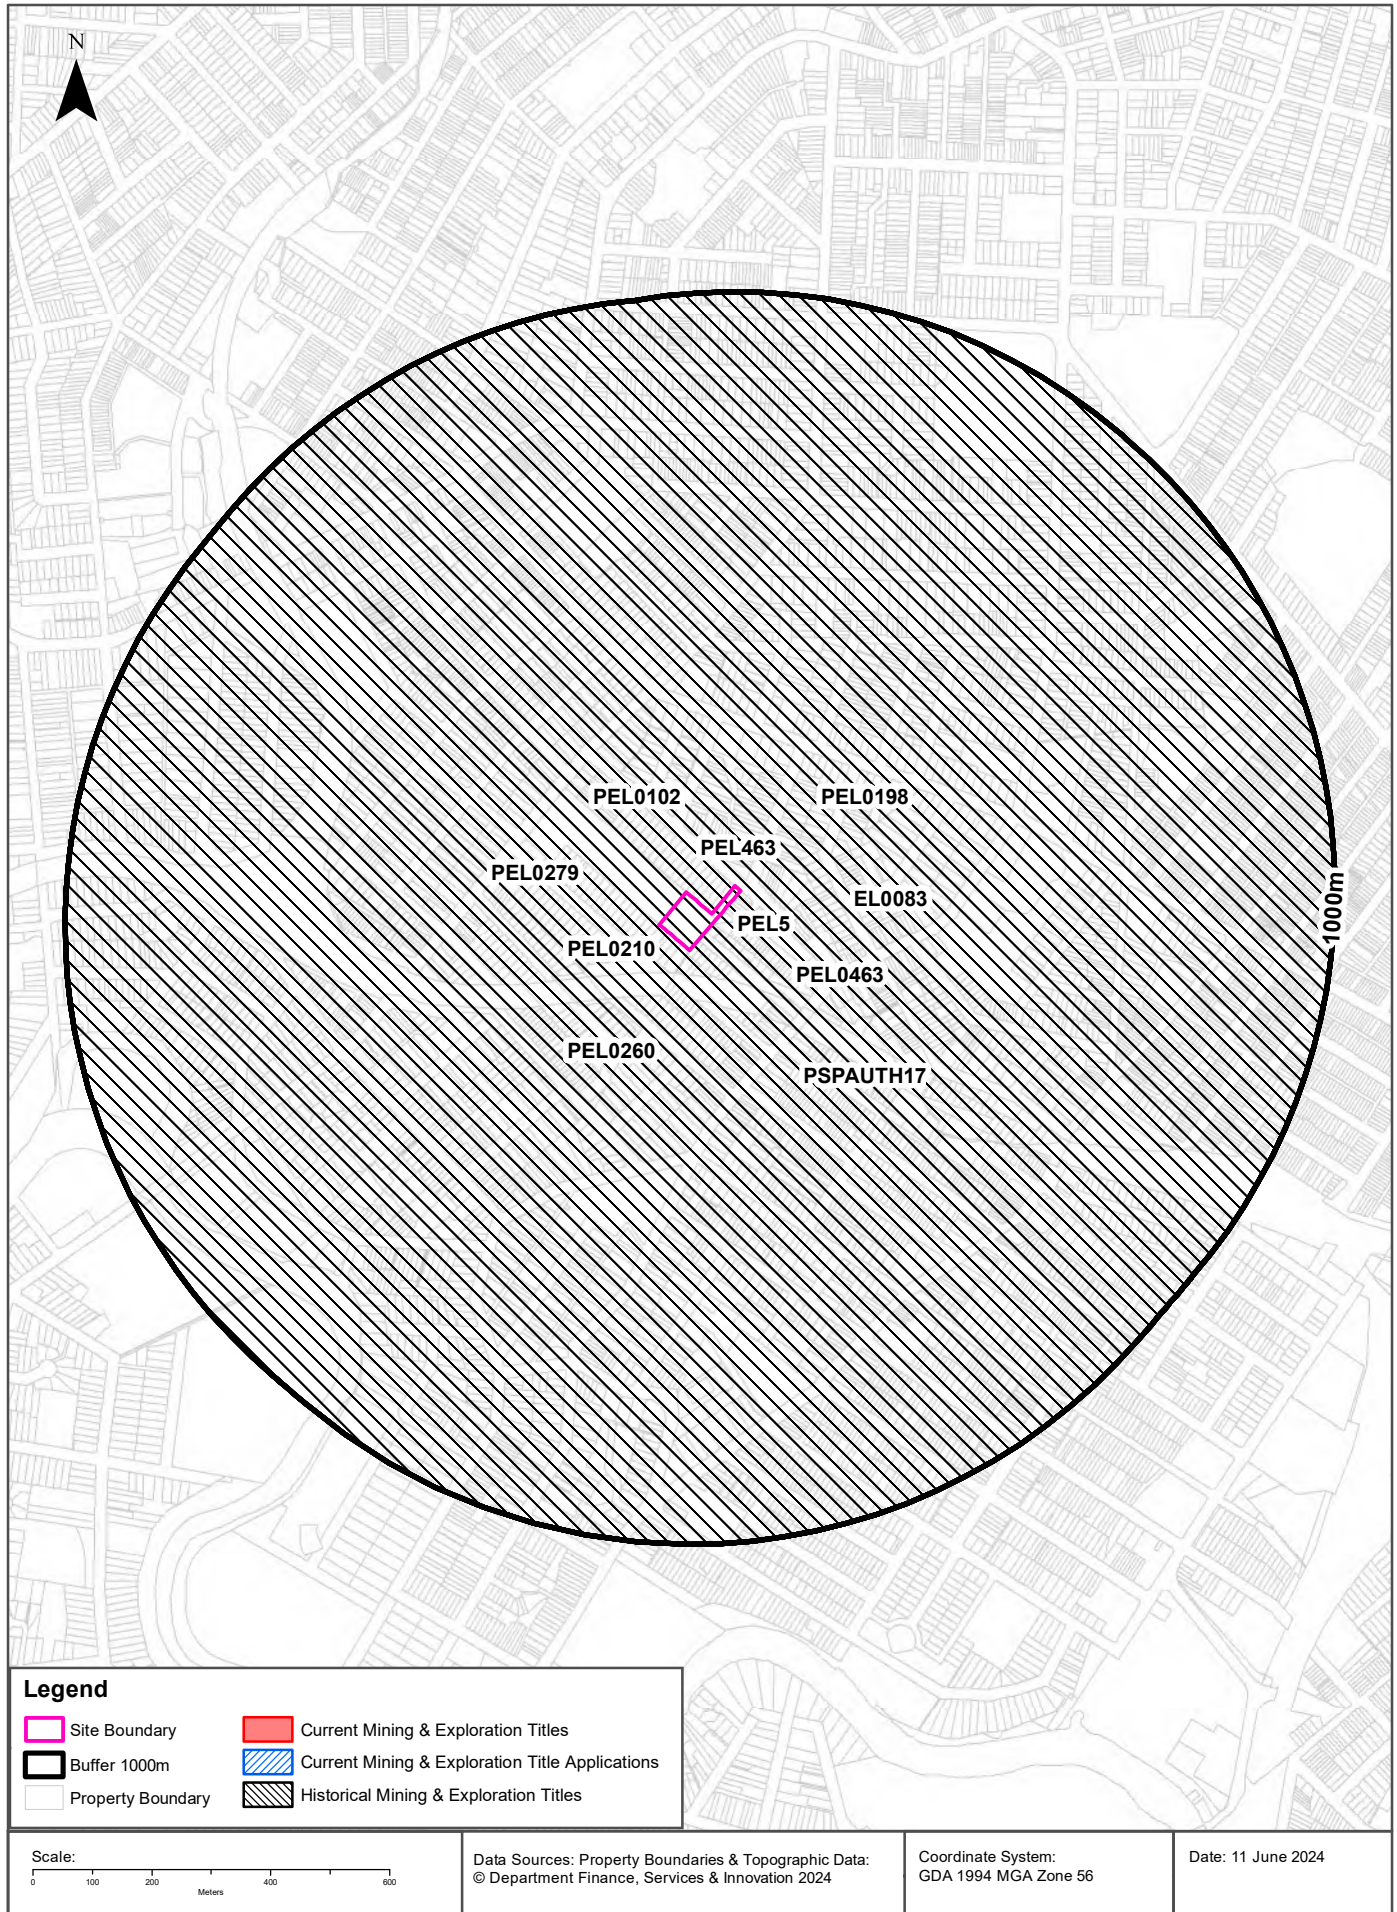 N
PEL0102
PEL0198
PEL463
PEL0279
EL0083
1000m
PEL5
PEL0210
PEL0463
PEL0260
PSPAUTH17
Legend
Site Boundary
Buffer 1000m
Property Boundary
Current Mining & Exploration Titles
Current Mining & Exploration Title Applications
Historical Mining & Exploration Titles
Scale:
0 100 200 400 600
Meters
Data Sources: Property Boundaries & Topographic Data:
© Department Finance, Services & Innovation 2024
Coordinate System:
GDA 1994 MGA Zone 56
Date: 11 June 2024